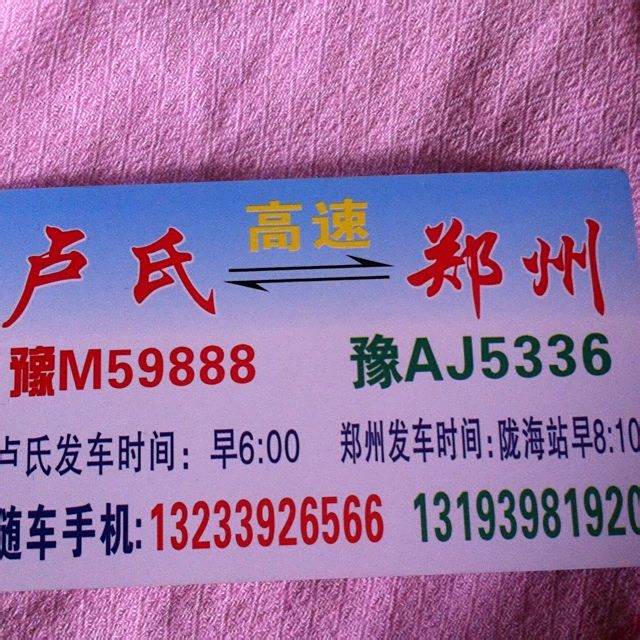 高速
卢氏 郑州
豫M59888 豫AJ5336
卢氏发车时间：早6:00 郑州发车时间:陇海站早8:10
随车手机:13233926566 13193981920